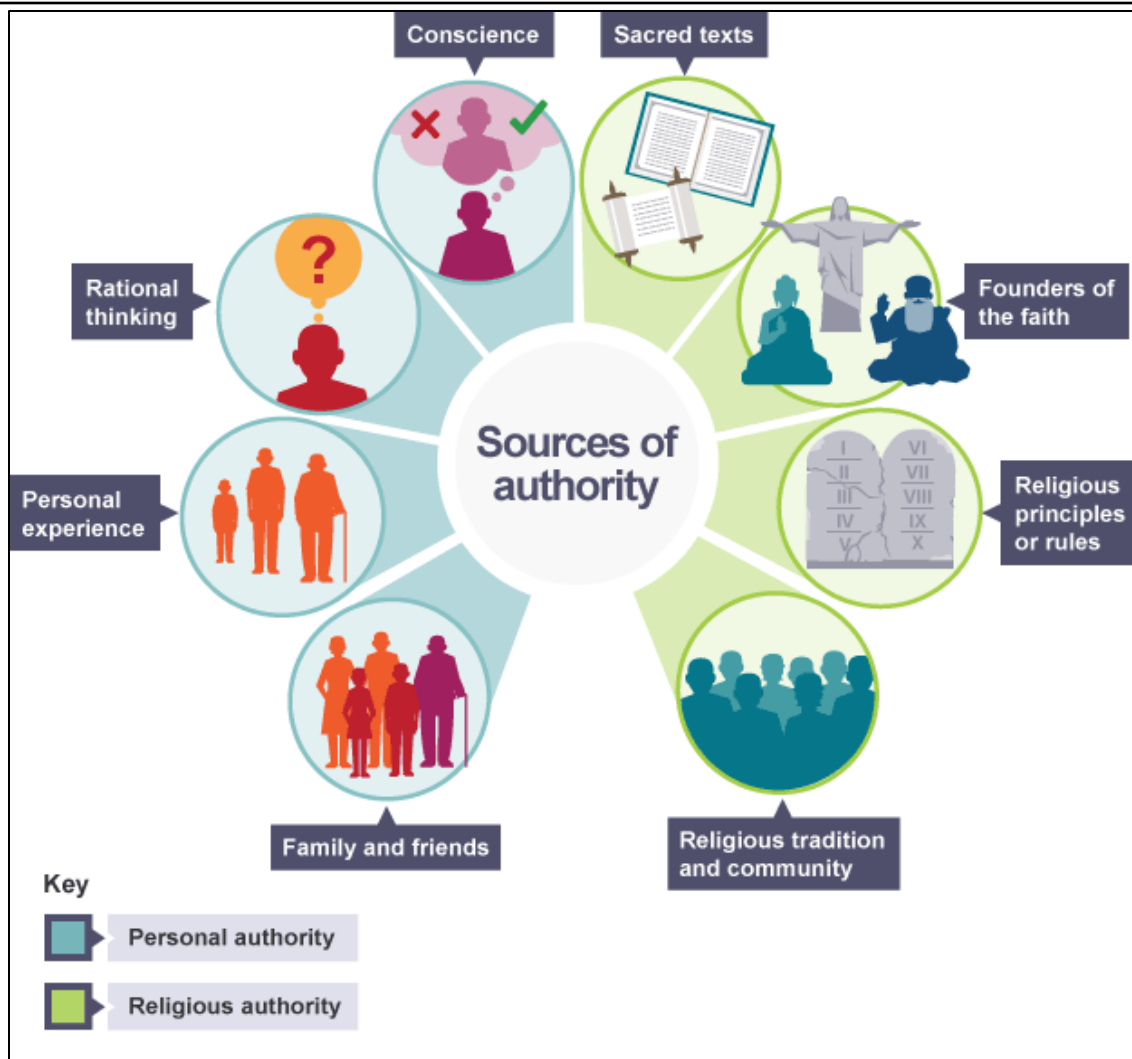 Conscience
Sacred texts
Rational
thinking
?
Founders of
the faith
Sources of
authority
Personal
experience
I VI
II VII
III VIII
IV IX
V X
Religious
principles
or rules
Family and friends
Religious tradition
and community
Key
Personal authority
Religious authority